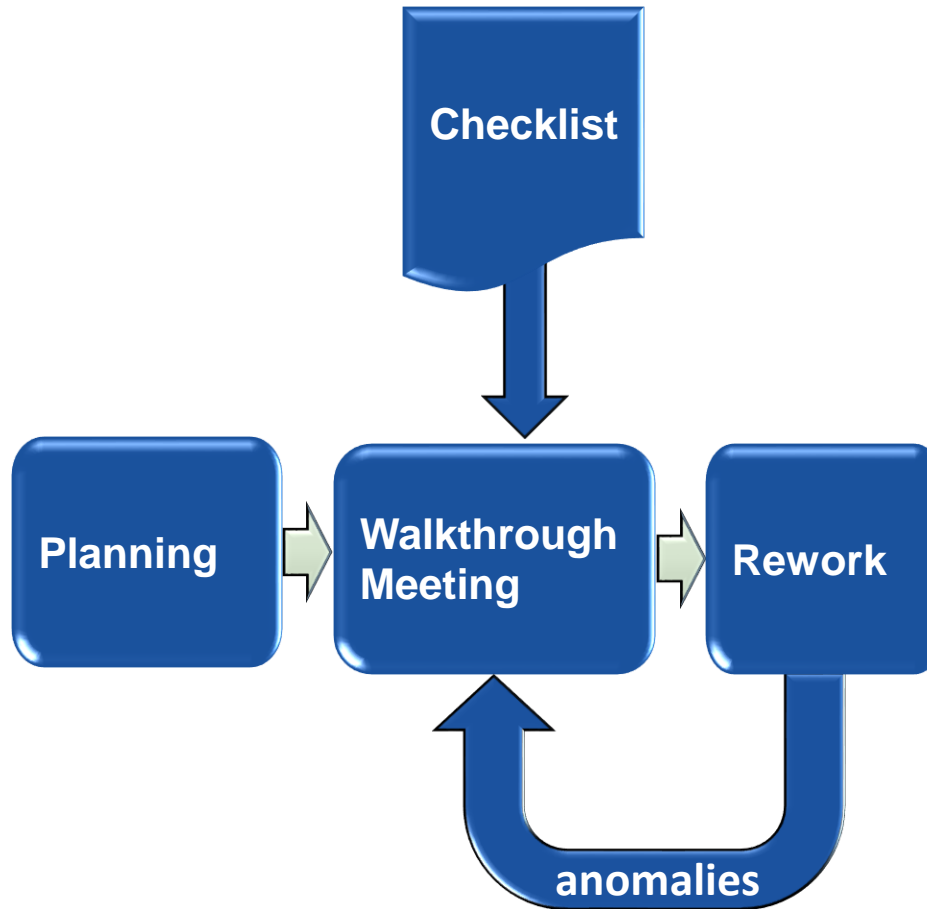 Checklist
Planning
Walkthrough
Meeting
Rework
anomalies